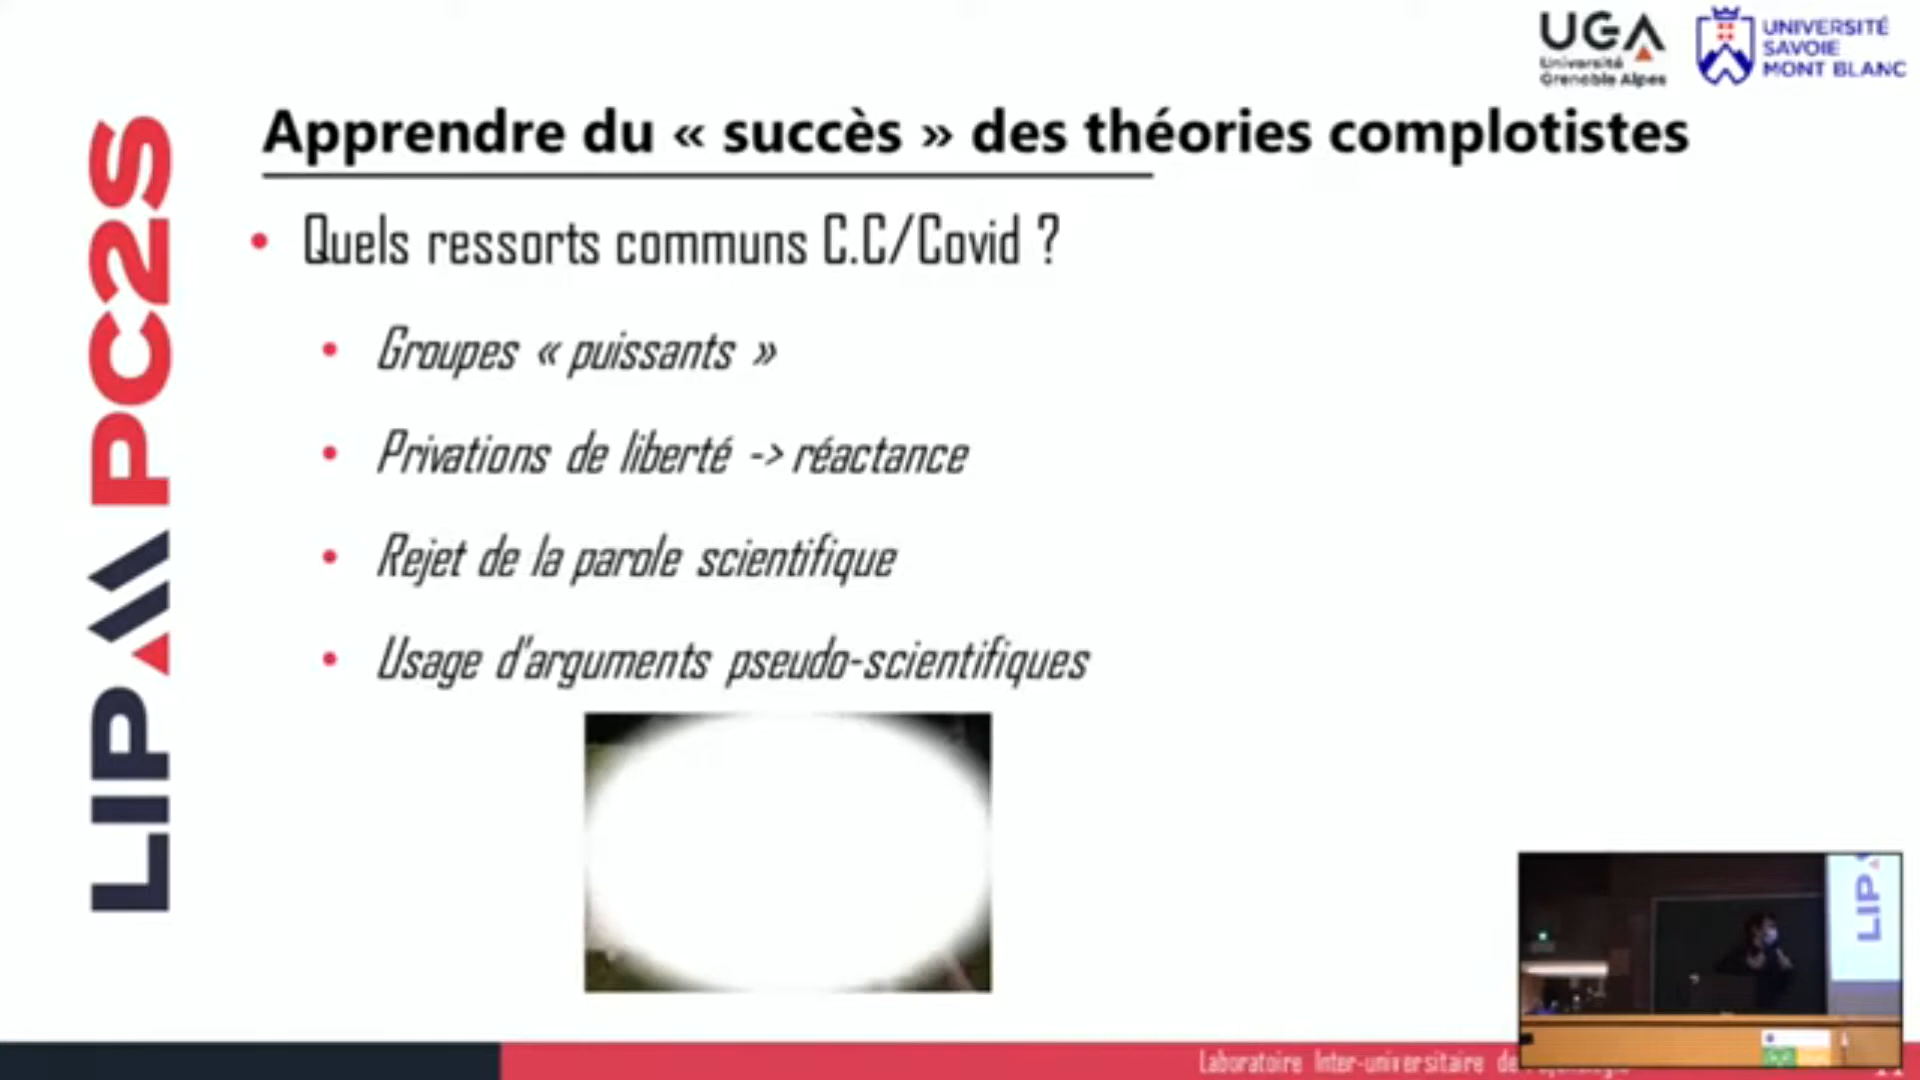 UGA
Université
Grenoble Alpes
UNIVERSITÉ
SAVOIE
MONT BLANC
Apprendre du « succès » des théories complotistes
• Quels ressorts communs C.C/Covid ?
• Groupes « puissants »
• Privations de liberté -> réactance
• Rejet de la parole scientifique
• Usage d'arguments pseudo-scientifiques
LIP PC2S
LIP
Laboratoire Inter-universitaire de